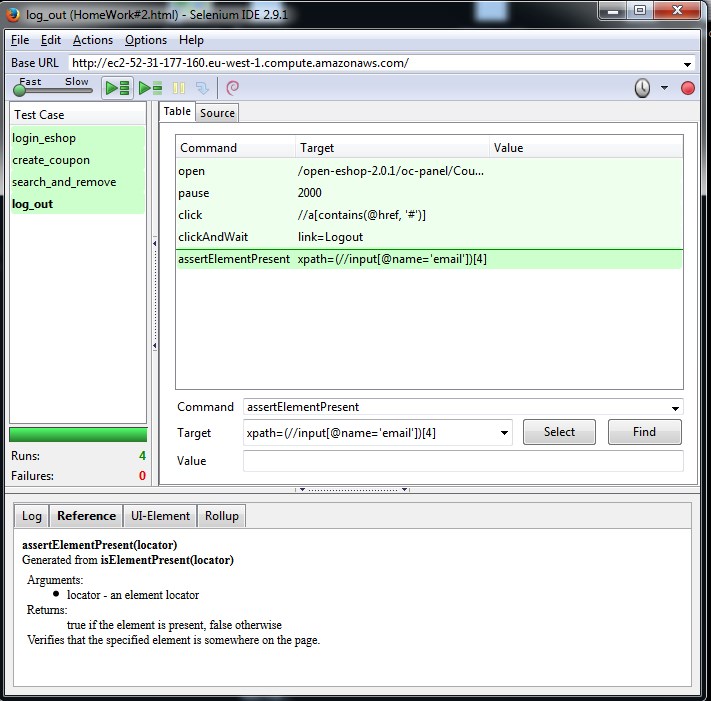 log_out (HomeWork#2.html) - Selenium IDE 2.9.1
File Edit Actions Options Help
Base URL http://ec2-52-31-177-160.eu-west-1.compute.amazonaws.com/
Fast Slow
Test Case
login_eshop
create_coupon
search_and_remove
log_out
Runs: 4
Failures: 0
Table Source
Command Target Value
open /open-eshop-2.0.1/oc-panel/Cou...
pause 2000
click //a[contains(@href, '#')]
clickAndWait link=Logout
assertElementPresent xpath=(//input[@name='email'])[4]
Command assertElementPresent
Target xpath=(//input[@name='email'])[4] Select Find
Value
Log Reference UI-Element Rollup
assertElementPresent(locator)
Generated from isElementPresent(locator)
Arguments:
• locator - an element locator
Returns:
true if the element is present, false otherwise
Verifies that the specified element is somewhere on the page.